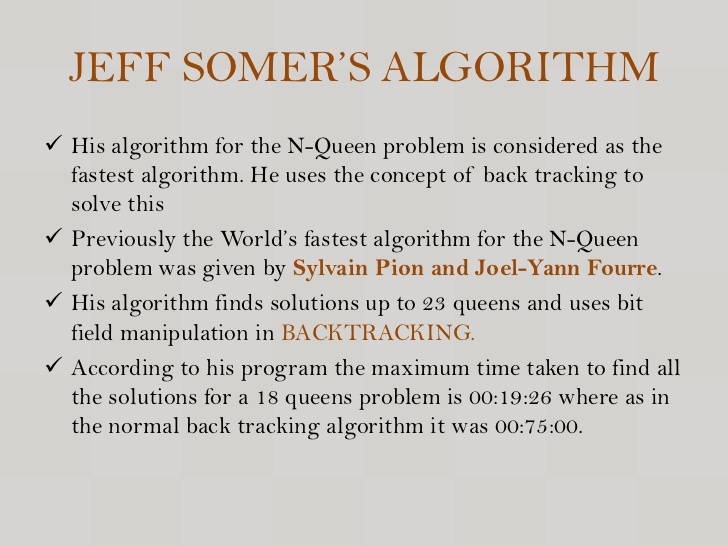 JEFF SOMER’S ALGORITHM
✓ His algorithm for the N-Queen problem is considered as the
fastest algorithm. He uses the concept of back tracking to
solve this
✓ Previously the World’s fastest algorithm for the N-Queen
problem was given by Sylvain Pion and Joel-Yann Fourre.
✓ His algorithm finds solutions up to 23 queens and uses bit
field manipulation in BACKTRACKING.
✓ According to his program the maximum time taken to find all
the solutions for a 18 queens problem is 00:19:26 where as in
the normal back tracking algorithm it was 00:75:00.